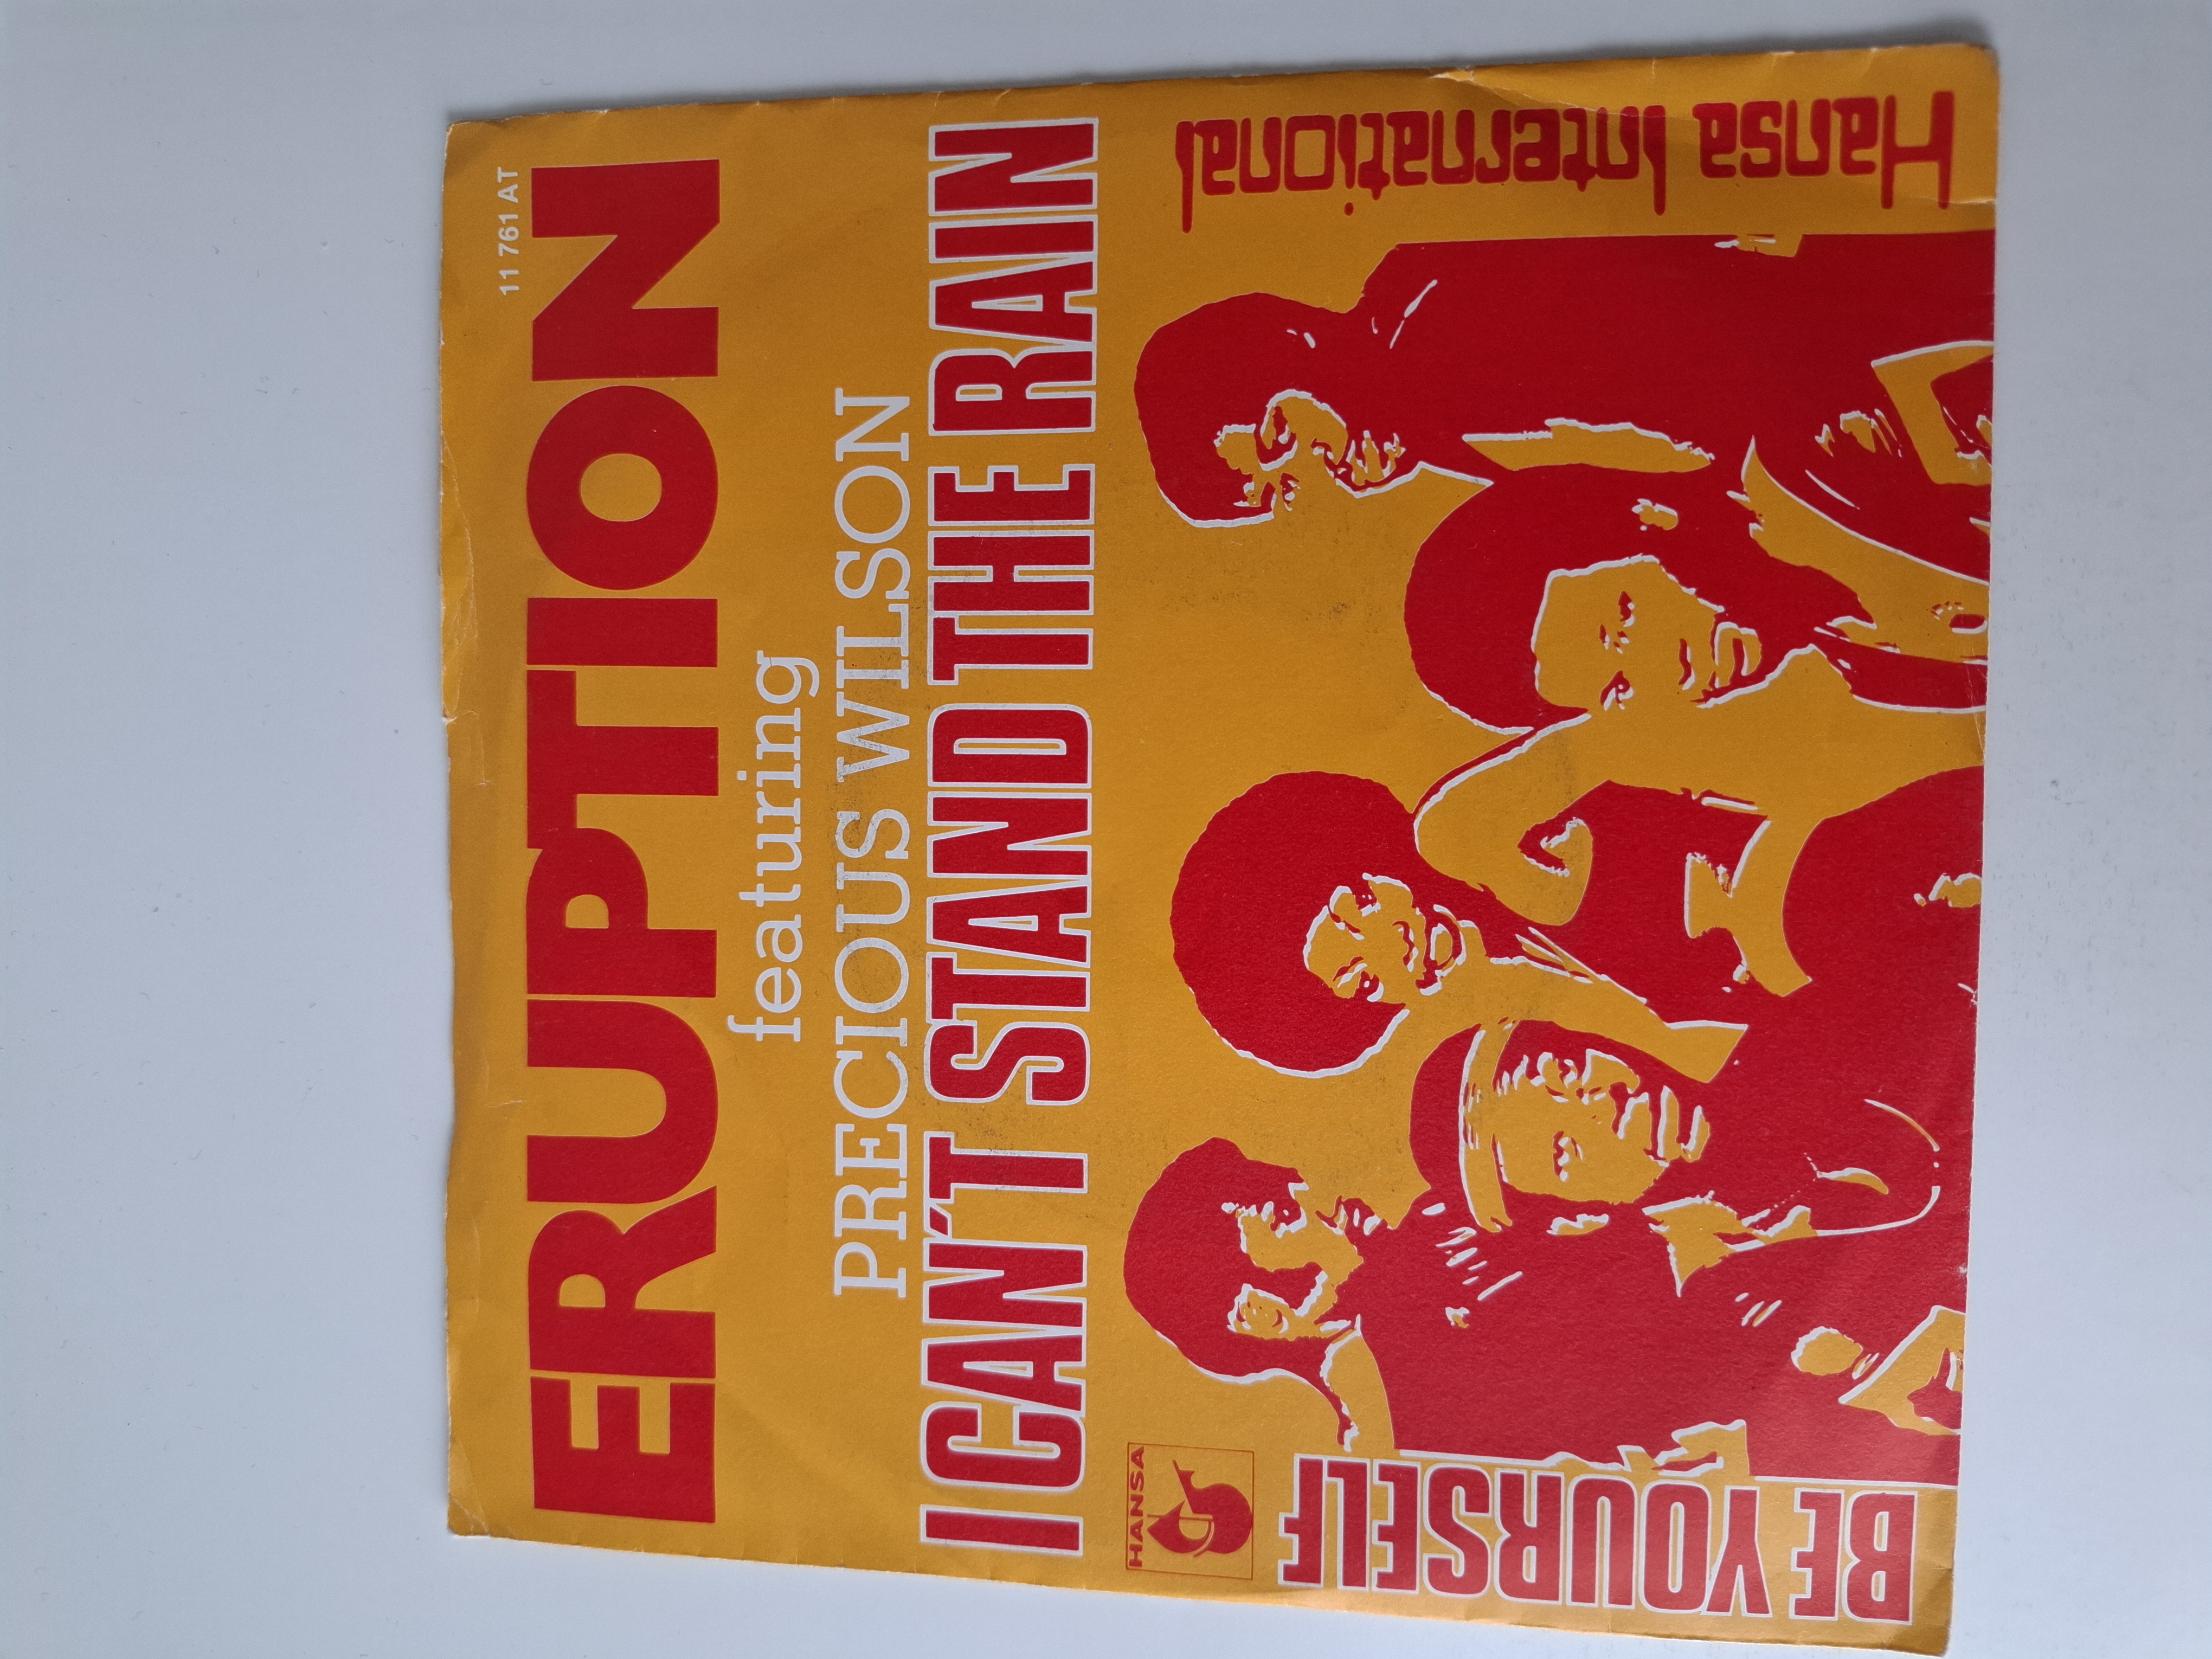 11 761 AT
ERUPTION
featuring
PRECIOUS WILSON
I CAN'T STAND THE RAIN
HANSA
BE YOURSELF
Hansa International